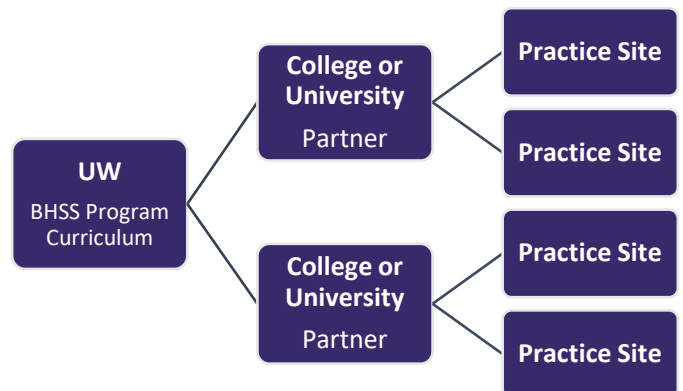 UW
BHSS Program
Curriculum
College or
University
Partner
Practice Site
Practice Site
College or
University
Partner
Practice Site
Practice Site